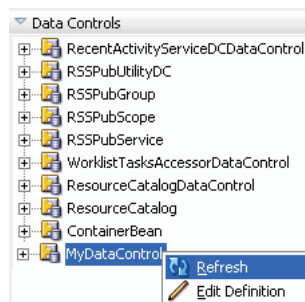 Data Controls
RecentActivityServiceDCDataControl
RSSPubUtilityDC
RSSPubGroup
RSSPubScope
RSSPubService
WorklistTasksAccessorDataControl
ResourceCatalogDataControl
ResourceCatalog
ContainerBean
MyDataControl
Refresh
Edit Definition